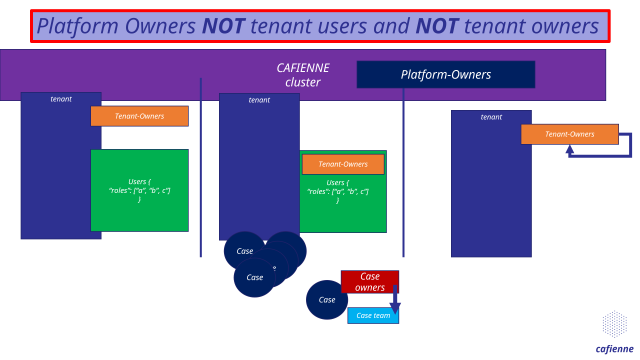 Platform Owners NOT tenant users and NOT tenant owners
CAFIENNE
cluster
Platform-Owners
tenant
Tenant-Owners
Users {
"roles": ["a", "b", "c"]
}
tenant
Tenant-Owners
Users {
"roles": ["a", "b", "c"]
}
tenant
Tenant-Owners
Case
Case
Case
Case
owners
Case team
cafienne